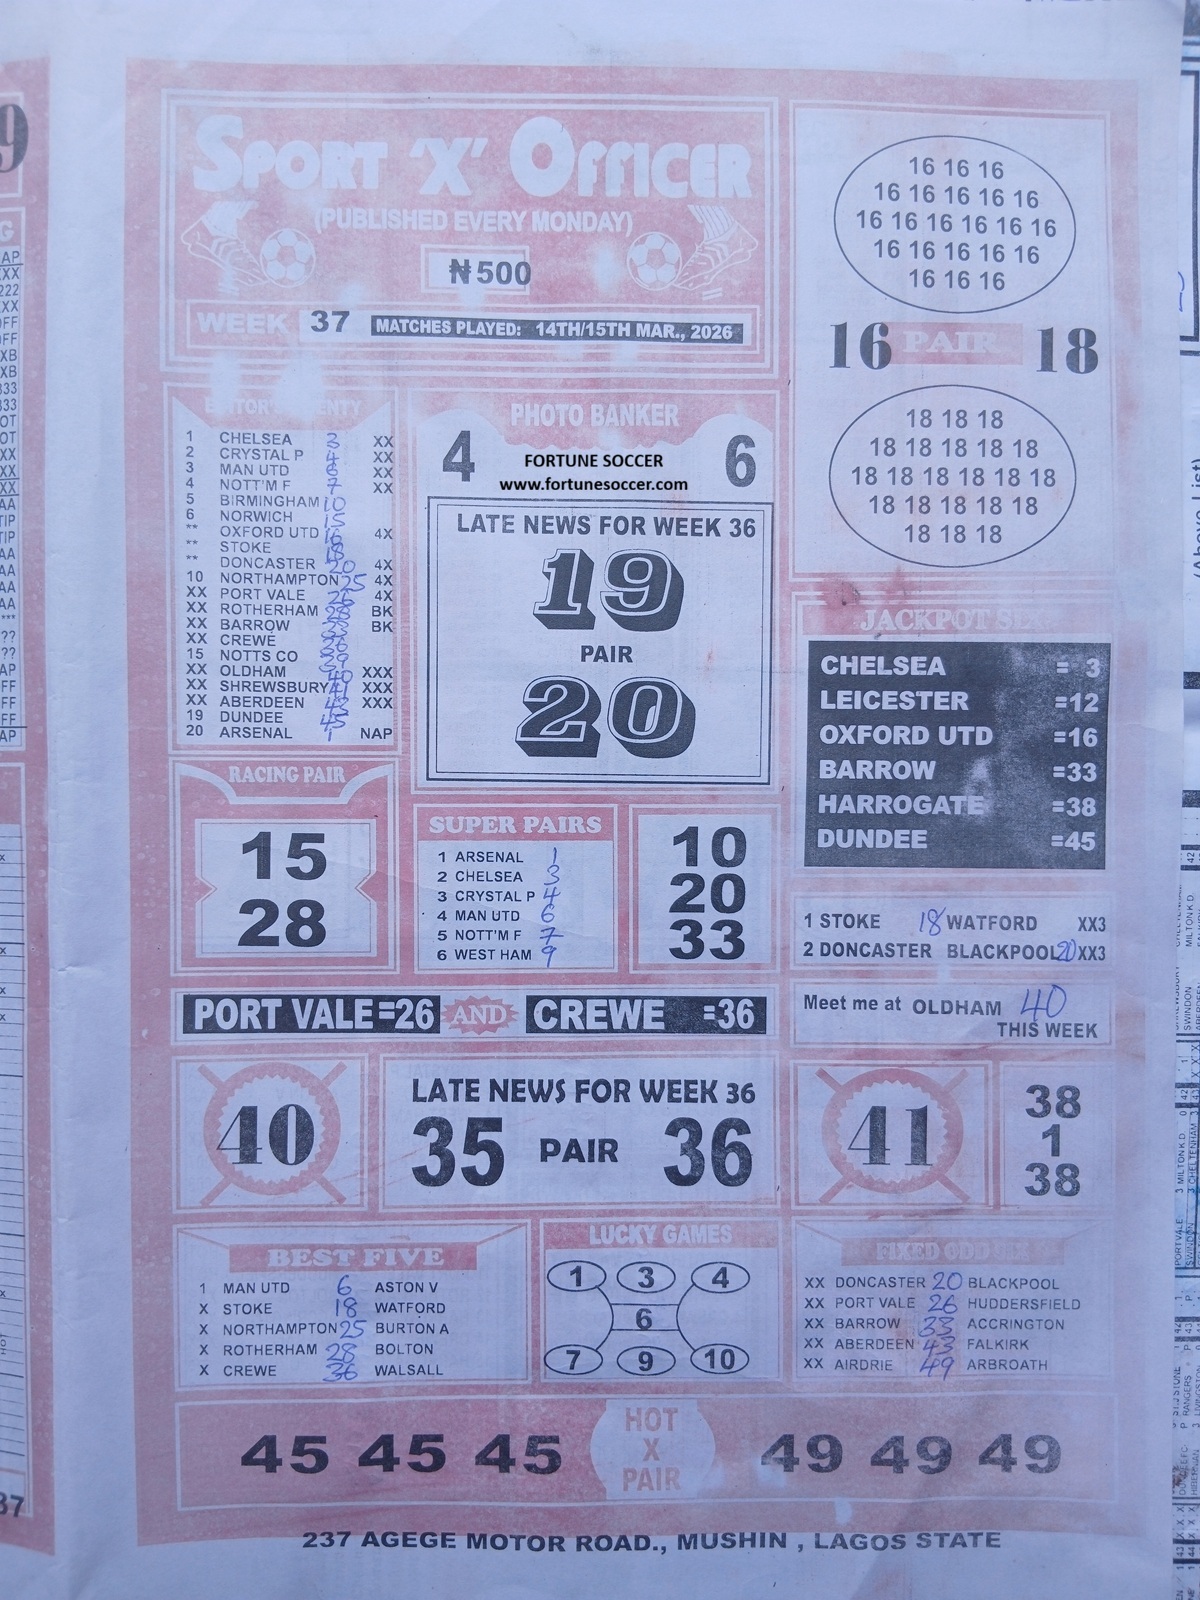 SPORT 'X' OFFICER
(PUBLISHED EVERY MONDAY)
₦500
WEEK 37 MATCHES PLAYED: 14TH/15TH MAR., 2026
16 16 16
16 16 16 16 16
16 16 16 16 16 16
16 16 16 16 16
16 16 16
16 PAIR 18
18 18 18
18 18 18 18 18
18 18 18 18 18 18
18 18 18 18 18
18 18 18
1 CHELSEA 3 XX
2 CRYSTAL P 4 XX
3 MAN UTD 6 XX
4 NOTT'M F 7 XX
5 BIRMINGHAM 10
6 NORWICH 15
** OXFORD UTD 16 4X
** STOKE 18
** DONCASTER 20 4X
10 NORTHAMPTON 25 4X
XX PORT VALE 26 4X
XX ROTHERHAM 28 BK
XX BARROW 33 BK
XX CREWE 36
15 NOTTS CO 39
XX OLDHAM 40 XXX
XX SHREWSBURY 41 XXX
XX ABERDEEN 43 XXX
19 DUNDEE 45
20 ARSENAL 1 NAP
PHOTO BANKER
4 6
FORTUNE SOCCER
www.fortunesoccer.com
LATE NEWS FOR WEEK 36
19
PAIR
20
JACKPOT
CHELSEA = 3
LEICESTER =12
OXFORD UTD =16
BARROW =33
HARROGATE =38
DUNDEE =45
RACING PAIR
15
28
SUPER PAIRS
1 ARSENAL 1
2 CHELSEA 3
3 CRYSTAL P 4
4 MAN UTD 6
5 NOTT'M F 7
6 WEST HAM 9
10
20
33
1 STOKE 18 WATFORD XX3
2 DONCASTER BLACKPOOL 20 XX3
PORT VALE =26 AND CREWE =36
Meet me at OLDHAM 40
THIS WEEK
40
LATE NEWS FOR WEEK 36
35 PAIR 36
41
38
1
38
BEST FIVE
1 MAN UTD 6 ASTON V
X STOKE 18 WATFORD
X NORTHAMPTON 25 BURTON A
X ROTHERHAM 28 BOLTON
X CREWE 36 WALSALL
LUCKY GAMES
1 3 4
6
7 9 10
FIXED ODD SIX
XX DONCASTER 20 BLACKPOOL
XX PORT VALE 26 HUDDERSFIELD
XX BARROW 33 ACCRINGTON
XX ABERDEEN 43 FALKIRK
XX AIRDRIE 49 ARBROATH
45 45 45 HOT X PAIR 49 49 49
237 AGEGE MOTOR ROAD., MUSHIN , LAGOS STATE